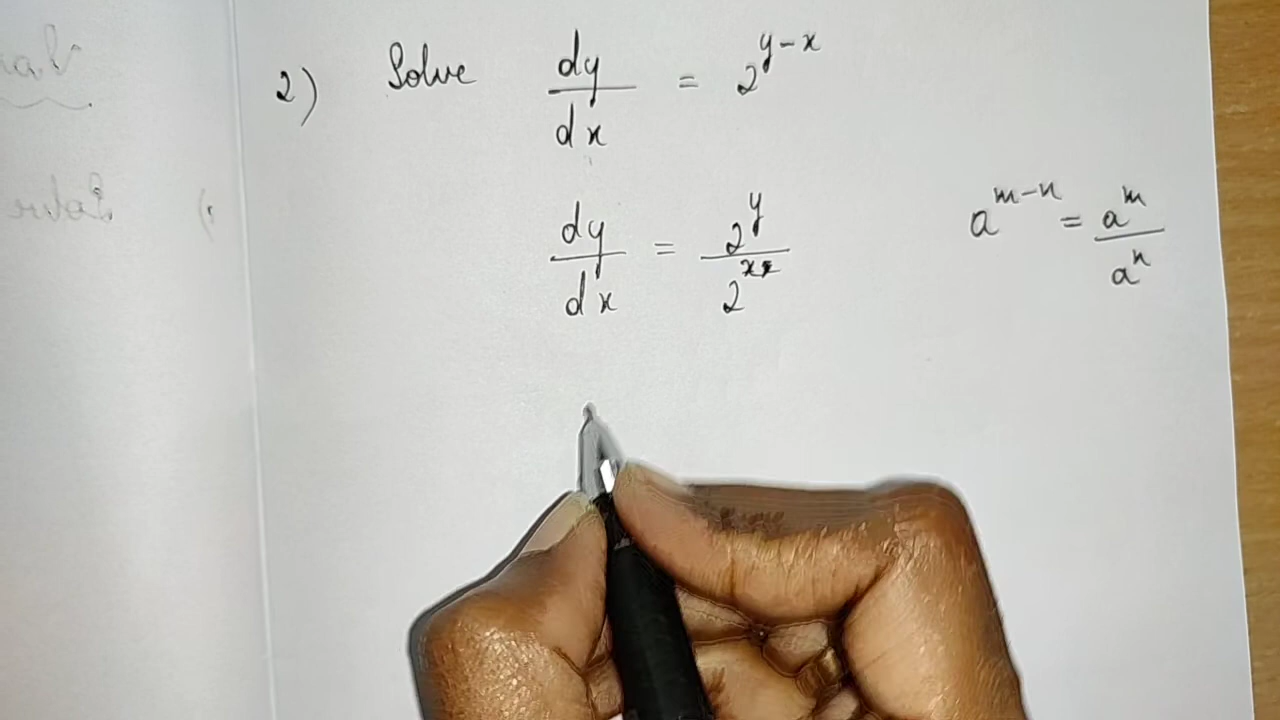 2) Solve dy/dx = 2^{y-x}
dy/dx = 2^y/2^x a^{m-n} = a^m/a^n